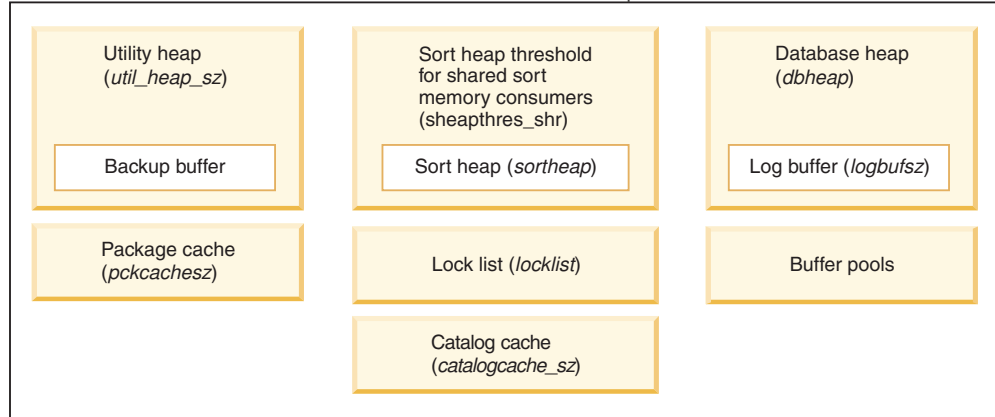 Utility heap
(util_heap_sz)
Backup buffer
Sort heap threshold
for shared sort
memory consumers
(sheapthres_shr)
Sort heap (sortheap)
Database heap
(dbheap)
Log buffer (logbufsz)
Package cache
(pckcachesz)
Lock list (locklist)
Buffer pools
Catalog cache
(catalogcache_sz)